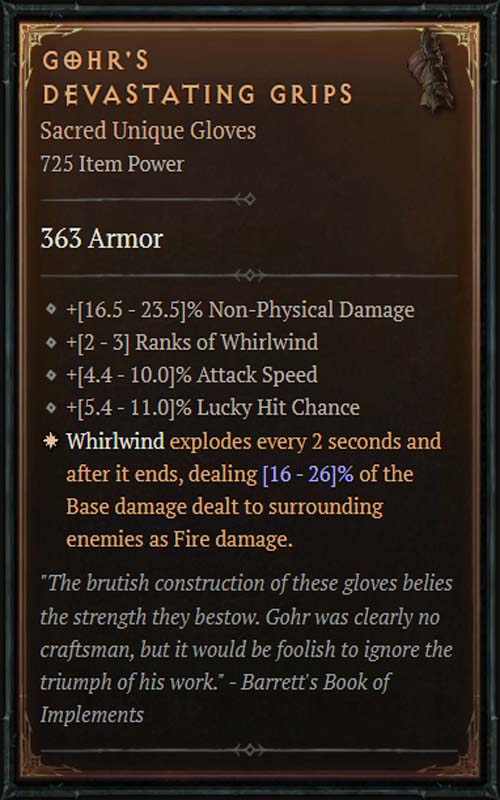 GOHR'S
DEVASTATING GRIPS
Sacred Unique Gloves
725 Item Power
363 Armor
+[16.5 - 23.5]% Non-Physical Damage
+[2 - 3] Ranks of Whirlwind
+[4.4 - 10.0]% Attack Speed
+[5.4 - 11.0]% Lucky Hit Chance
Whirlwind explodes every 2 seconds and
after it ends, dealing [16 - 26]% of the
Base damage dealt to surrounding
enemies as Fire damage.
"The brutish construction of these gloves belies
the strength they bestow. Gohr was clearly no
craftsman, but it would be foolish to ignore the
triumph of his work." - Barrett's Book of
Implements